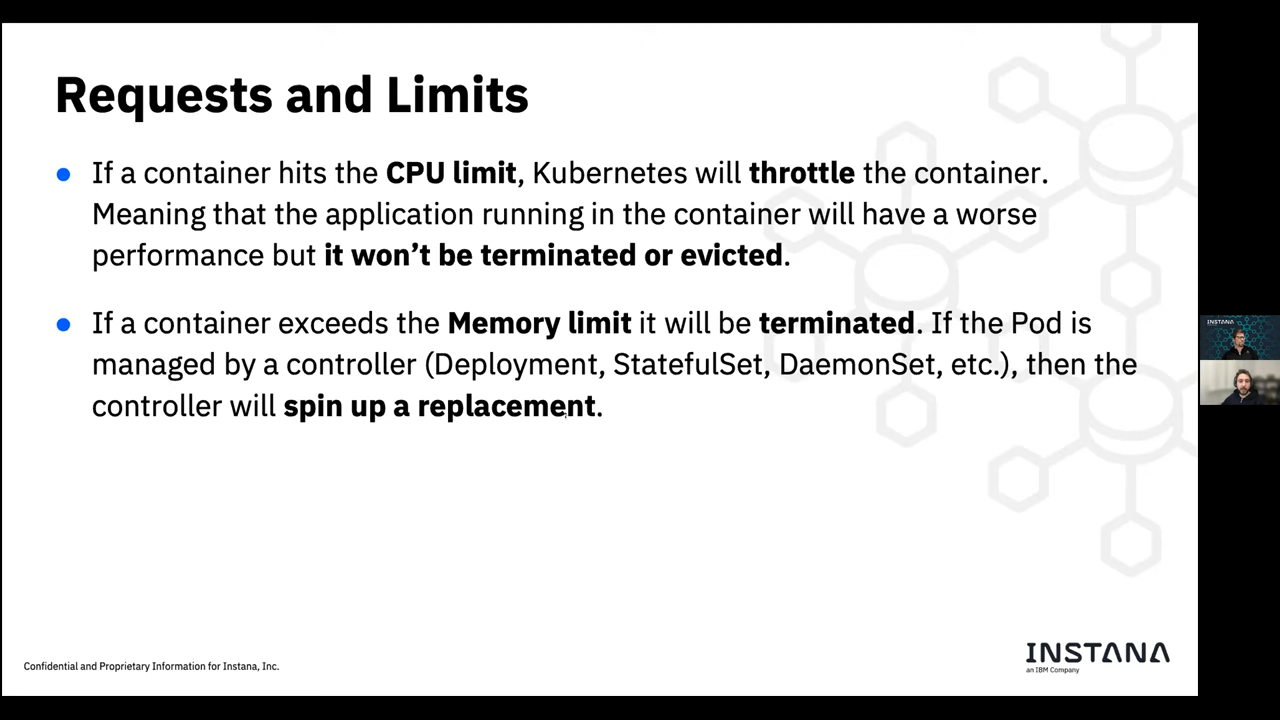 Requests and Limits
● If a container hits the CPU limit, Kubernetes will throttle the container.
Meaning that the application running in the container will have a worse
performance but it won’t be terminated or evicted.
● If a container exceeds the Memory limit it will be terminated. If the Pod is
managed by a controller (Deployment, StatefulSet, DaemonSet, etc.), then the
controller will spin up a replacement.
INSTANA
Confidential and Proprietary Information for Instana, Inc.
INSTANA
an IBM Company